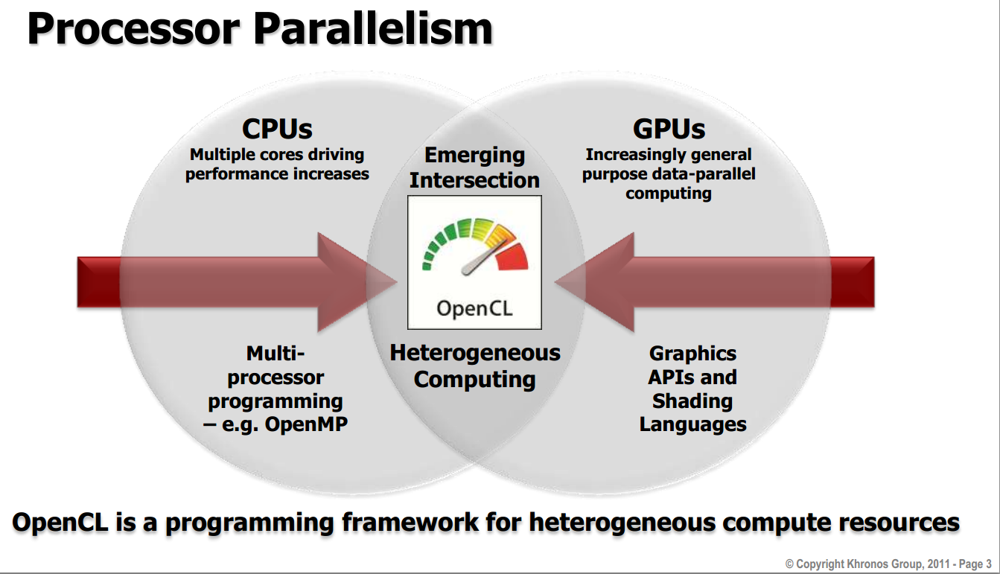 Processor Parallelism
CPUs
Multiple cores driving
performance increases
Emerging
Intersection
GPUs
Increasingly general
purpose data-parallel
computing
OpenCL
Multi-
processor
programming
– e.g. OpenMP
Heterogeneous
Computing
Graphics
APIs and
Shading
Languages
OpenCL is a programming framework for heterogeneous compute resources
© Copyright Khronos Group, 2011 - Page 3